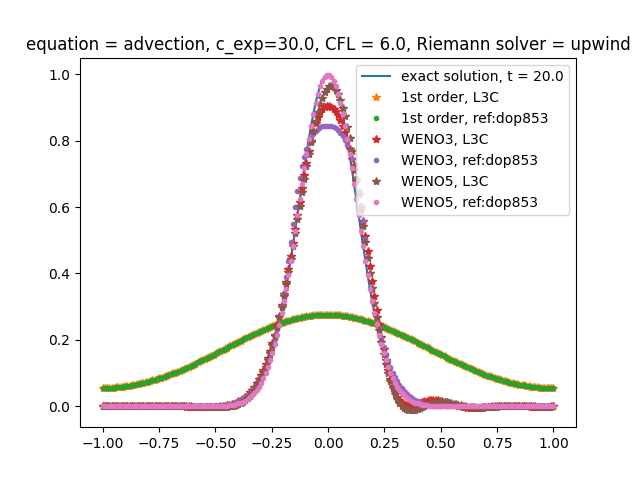 equation = advection, c_exp=30.0, CFL = 6.0, Riemann solver = upwind
exact solution, t = 20.0
1st order, L3C
1st order, ref:dop853
WENO3, L3C
WENO3, ref:dop853
WENO5, L3C
WENO5, ref:dop853
1.0
0.8
0.6
0.4
0.2
0.0
−1.00 −0.75 −0.50 −0.25 0.00 0.25 0.50 0.75 1.00